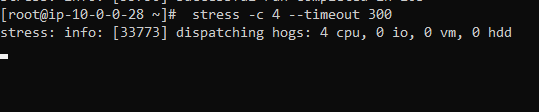 [root@ip-10-0-0-28 ~]#  stress -c 4 --timeout 300
stress: info: [33773] dispatching hogs: 4 cpu, 0 io, 0 vm, 0 hdd